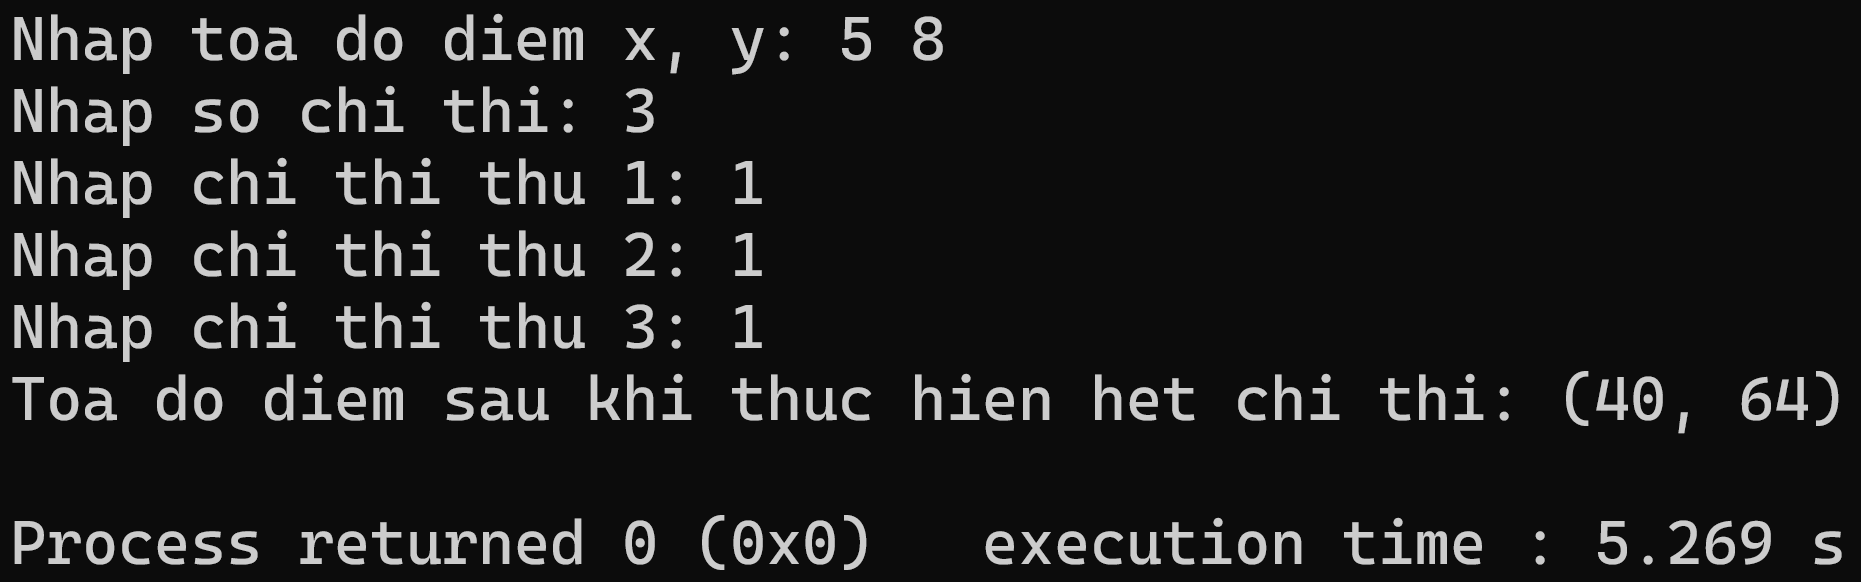 Nhap toa do diem x, y: 5 8
Nhap so chi thi: 3
Nhap chi thi thu 1: 1
Nhap chi thi thu 2: 1
Nhap chi thi thu 3: 1
Toa do diem sau khi thuc hien het chi thi: (40, 64)
Process returned 0 (0x0)   execution time : 5.269 s